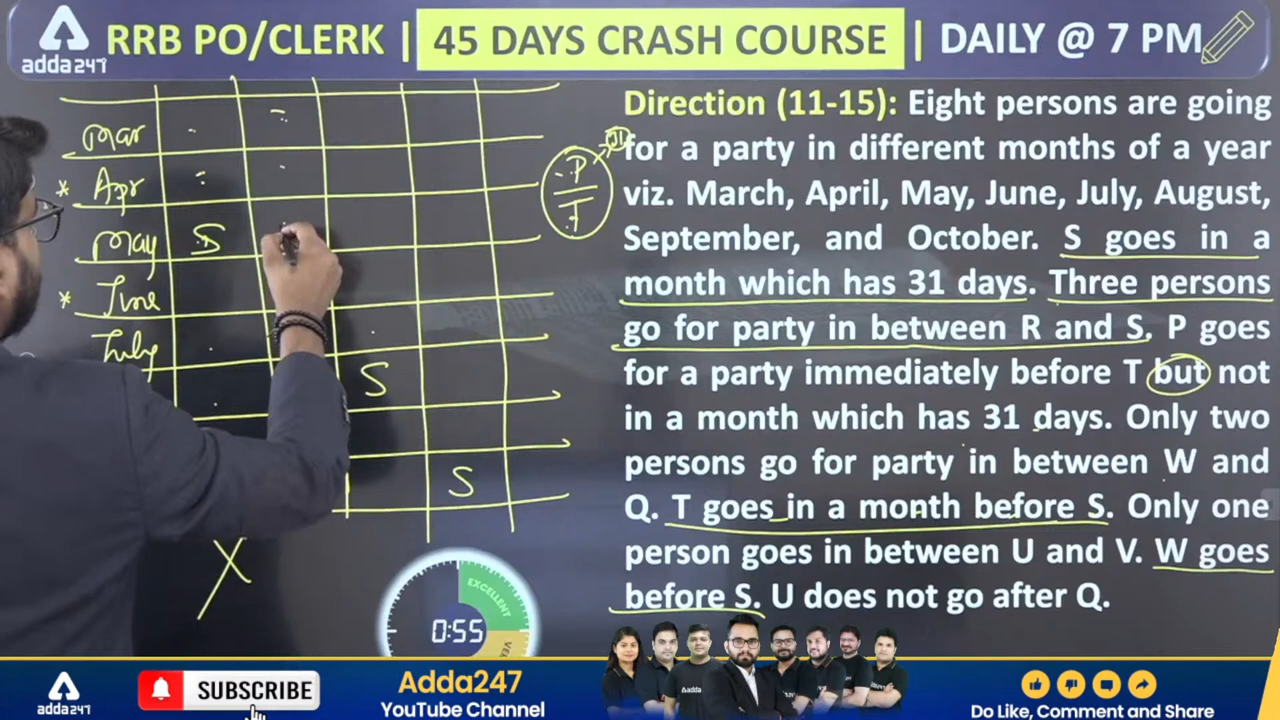 adda247
RRB PO/CLERK | 45 DAYS CRASH COURSE | DAILY @ 7 PM
Mar
* Apr
May S
* June
July
S
S
X
P
T
31
Direction (11-15): Eight persons are going
for a party in different months of a year
viz. March, April, May, June, July, August,
September, and October. S goes in a
month which has 31 days. Three persons
go for party in between R and S. P goes
for a party immediately before T but not
in a month which has 31 days. Only two
persons go for party in between W and
Q. T goes in a month before S. Only one
person goes in between U and V. W goes
before S. U does not go after Q.
EXCELLENT
0:55
adda247
SUBSCRIBE
Adda247
YouTube Channel
Adda247
Do Like, Comment and Share